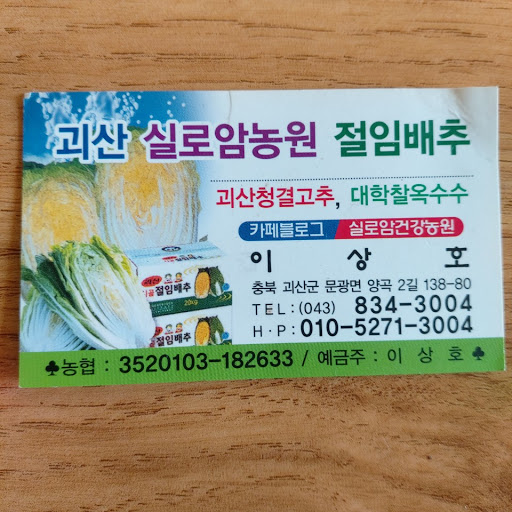 괴산 실로암농원 절임배추
괴산청결고추, 대학찰옥수수
카페블로그 실로암건강농원
이 상 호
충북 괴산군 문광면 양곡 2길 138-80
TEL : (043) 834-3004
H·P : 010-5271-3004
절임배추
20kg
절임배추
♣농협 : 3520103-182633 / 예금주 : 이 상 호♣